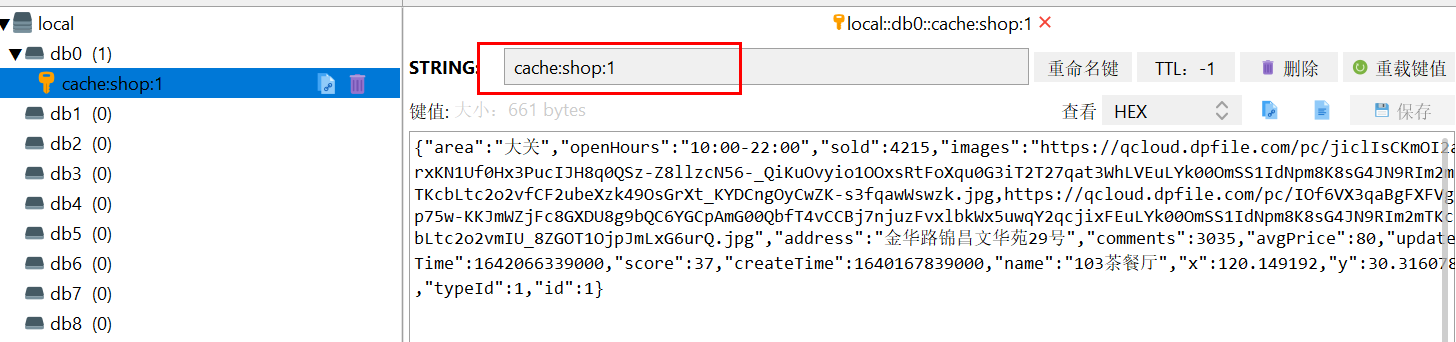 local
db0 (1)
cache:shop:1
db1 (0)
db2 (0)
db3 (0)
db4 (0)
db5 (0)
db6 (0)
db7 (0)
db8 (0)
local::db0::cache:shop:1
STRING: cache:shop:1 重命名键 TTL：-1 删除 重载键值
键值: 大小：661 bytes 查看 HEX 保存
{"area":"大关","openHours":"10:00-22:00","sold":4215,"images":"https://qcloud.dpfile.com/pc/jiclIsCKmOI2a
rxKN1Uf0Hx3PucIJH8q0QSz-Z8llzcN56-_QiKuOvyio1OOxsRtFoXqu0G3iT2T27qat3WhLVEuLYk00OmSS1IdNpm8K8sG4JN9RIm2m
TKcbLtc2o2vfCF2ubeXzk49OsGrXt_KYDCngOyCwZK-s3fqawWswzk.jpg,https://qcloud.dpfile.com/pc/IOf6VX3qaBgFXFVg
p75w-KKJmWZjFc8GXDU8g9bQC6YGCpAmG00QbfT4vCCBj7njuzFvxlbkWx5uwqY2qcjixFEuLYk00OmSS1IdNpm8K8sG4JN9RIm2mTKc
bLtc2o2vmIU_8ZGOT1OjpJmLxG6urQ.jpg","address":"金华路锦昌文华苑29号","comments":3035,"avgPrice":80,"update
Time":1642066339000,"score":37,"createTime":1640167839000,"name":"103茶餐厅","x":120.149192,"y":30.316078
,"typeId":1,"id":1}